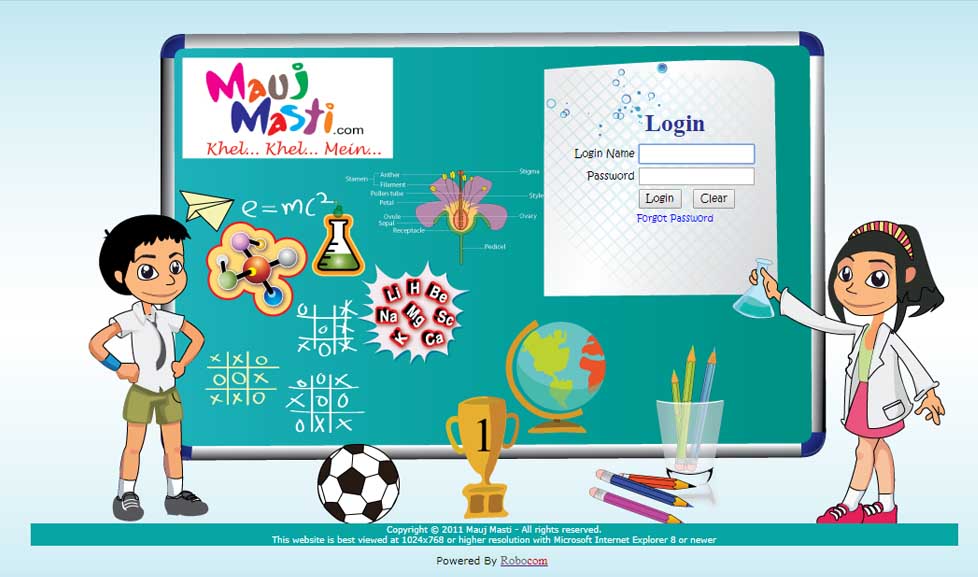 Mauj
Masti.com
Khel... Khel... Mein...
Login
Login Name
Password
Login Clear
Forgot Password
e=mc²
Stamen
Anther
Filament
Pollen tube
Petal
Ovule
Sepal
Receptacle
Stigma
Style
Ovary
Pedicel
Li H Be
Na Mg Sc
K Ca
O X
X
X O X
X X O
O O X
X X O
O O X
X O O
O X X
1
Copyright © 2011 Mauj Masti - All rights reserved.
This website is best viewed at 1024x768 or higher resolution with Microsoft Internet Explorer 8 or newer
Powered By Robocom